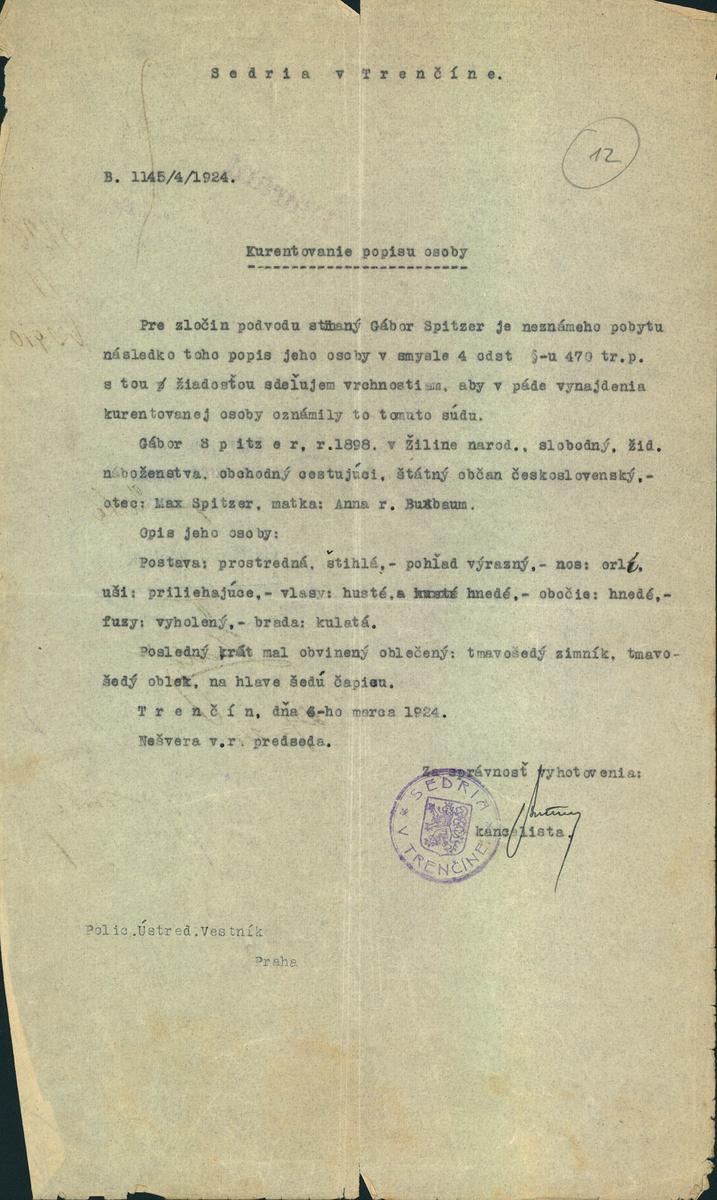 Sedria v Trenčíne.
12
B. 1145/4/1924.
Kurentovanie popisu osoby
Pre zločin podvodu stíhaný Gábor Spitzer je neznámeho pobytu
následko toho popis jeho osoby v smysle 4 odst §-u 470 tr.p.
s tou žiadosťou sdeľujem vrchnostiam, aby v páde vynajdenia
kurentovanej osoby oznámily to tomuto súdu.
Gábor Spitzer, r.1898. v Žiline narod., slobodný, žid.
náboženstva, obchodný cestujúci, štátný občan československý,-
otec: Max Spitzer, matka: Anna r. Buxbaum.
Opis jeho osoby:
Postava: prostredná, štihlá,- pohľad výrazný,- nos: orlí,
uši: priliehajúce,- vlasy: husté, a husté hnedé,- obočie: hnedé,-
fuzy: vyholený,- brada: kulatá.
Posledný krát mal obvinený oblečený: tmavošedý zimník, tmavo-
šedý oblek, na hlave šedú čapicu.
Trenčín, dňa 6-ho marca 1924.
Nešvera v.r. predseda.
Za správnosť vyhotovenia:
kancelista.
* SEDRIA *
V TRENČÍNE
Polic.Ústred.Vestník
Praha